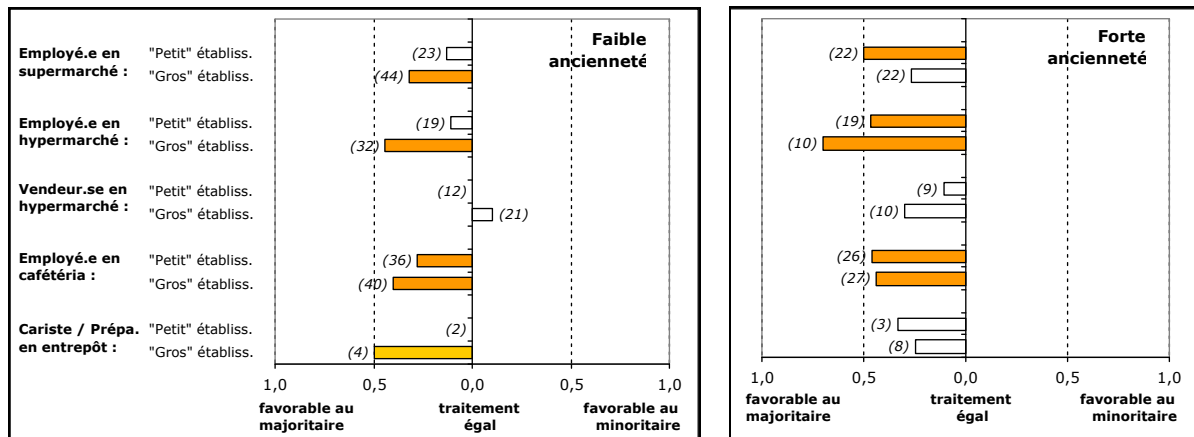 Faible
ancienneté
Employé.e en
supermarché :
"Petit" établiss.
(23)
"Gros" établiss.
(44)
Employé.e en
hypermarché :
"Petit" établiss.
(19)
"Gros" établiss.
(32)
Vendeur.se en
hypermarché :
"Petit" établiss.
(12)
"Gros" établiss.
(21)
Employé.e en
cafétéria :
"Petit" établiss.
(36)
"Gros" établiss.
(40)
Cariste / Prépa.
en entrepôt :
"Petit" établiss.
(2)
"Gros" établiss.
(4)
1,0 0,5 0,0 0,5 1,0
favorable au traitement favorable au
majoritaire égal minoritaire
Forte
ancienneté
(22)
(22)
(19)
(10)
(9)
(10)
(26)
(27)
(3)
(8)
1,0 0,5 0,0 0,5 1,0
favorable au traitement favorable au
majoritaire égal minoritaire